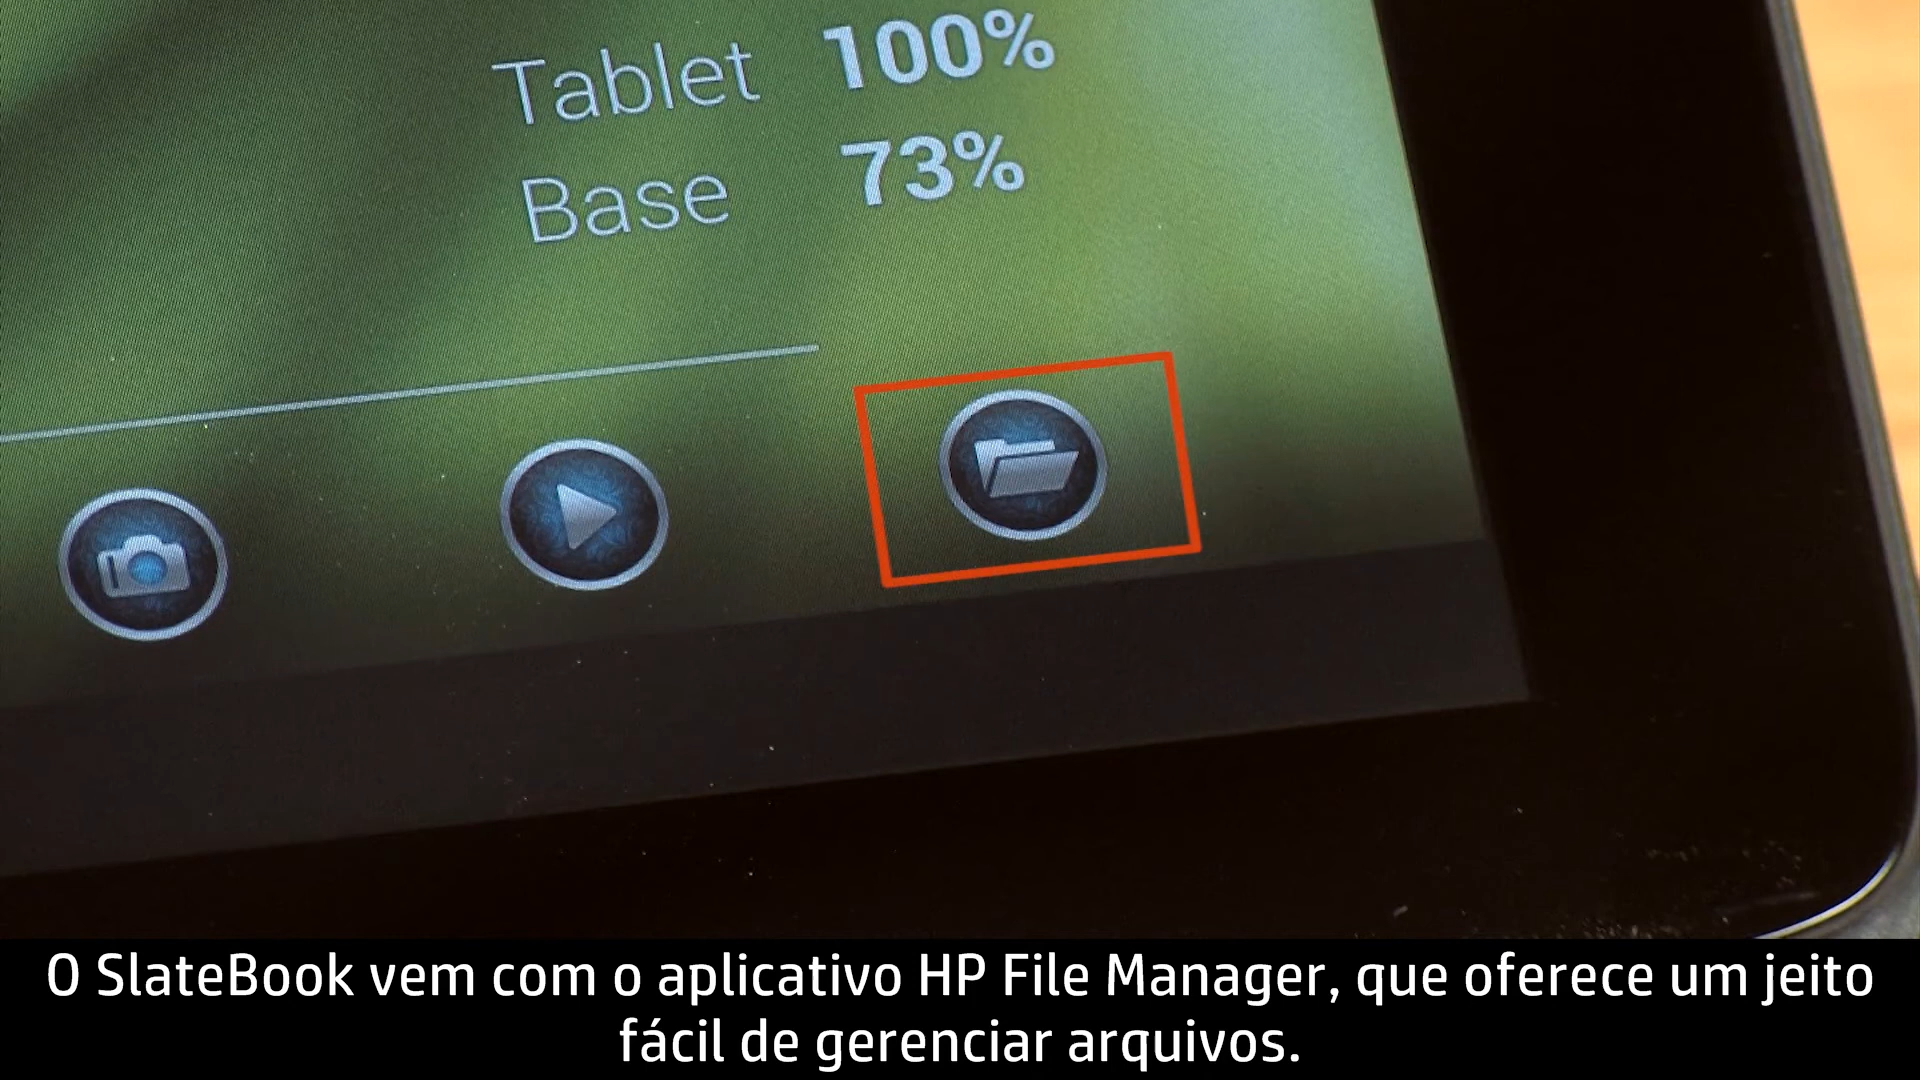 Tablet 100%
Base 73%
O SlateBook vem com o aplicativo HP File Manager, que oferece um jeito
fácil de gerenciar arquivos.